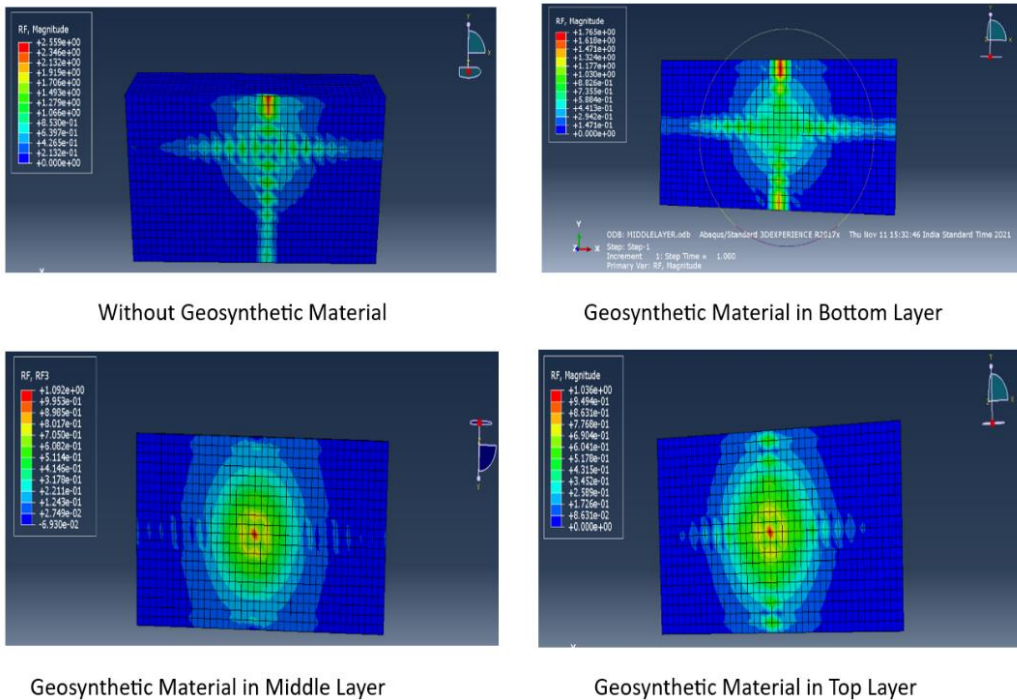 RF, Magnitude
+2.559e+00
+2.346e+00
+2.132e+00
+1.919e+00
+1.706e+00
+1.493e+00
+1.279e+00
+1.066e+00
+8.530e-01
+6.397e-01
+4.265e-01
+2.132e-01
+0.000e+00
Without Geosynthetic Material
RF, Magnitude
+1.765e+00
+1.618e+00
+1.471e+00
+1.324e+00
+1.177e+00
+1.030e+00
+8.826e-01
+7.355e-01
+5.884e-01
+4.413e-01
+2.942e-01
+1.471e-01
+0.000e+00
Y
Z X
ODB: MIDDLELAYER.odb Abaqus/Standard 3DEXPERIENCE R2017x Thu Nov 11 15:32:46 India Standard Time 2021
Step: Step-1
Increment 1: Step Time = 1.000
Primary Var: RF, Magnitude
Geosynthetic Material in Bottom Layer
RF, RF3
+1.092e+00
+9.953e-01
+8.985e-01
+8.017e-01
+7.050e-01
+6.082e-01
+5.114e-01
+4.146e-01
+3.178e-01
+2.211e-01
+1.243e-01
+2.749e-02
-6.930e-02
Geosynthetic Material in Middle Layer
RF, Magnitude
+1.036e+00
+9.494e-01
+8.631e-01
+7.768e-01
+6.904e-01
+6.041e-01
+5.178e-01
+4.315e-01
+3.452e-01
+2.589e-01
+1.726e-01
+8.631e-02
+0.000e+00
Geosynthetic Material in Top Layer